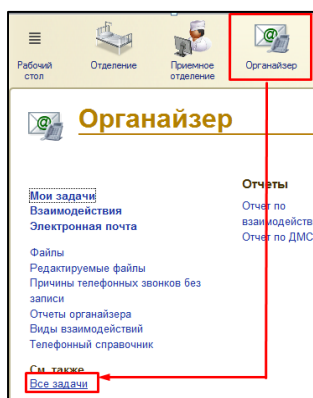 Рабочий
стол
Отделение
Приемное
отделение
Органайзер
Органайзер
Мои задачи
Взаимодействия
Электронная почта
Файлы
Редактируемые файлы
Причины телефонных звонков без
записи
Отчеты органайзера
Виды взаимодействий
Телефонный справочник
См. также
Все задачи
Отчеты
Отчет по
взаимодейств
Отчет по ДМС